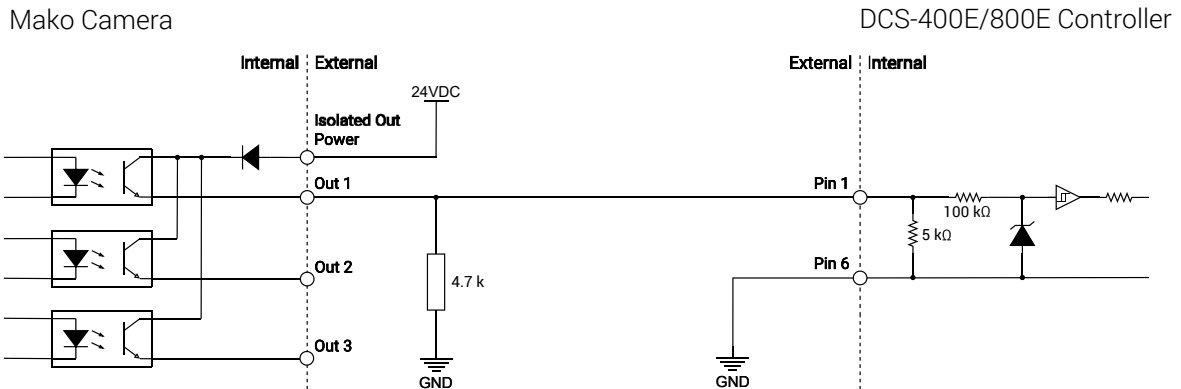 Mako Camera
DCS-400E/800E Controller
Internal
External
External
Internal
24VDC
Isolated Out
Power
Out 1
Pin 1
100 kΩ
5 kΩ
Out 2
Pin 6
4.7 k
Out 3
GND
GND